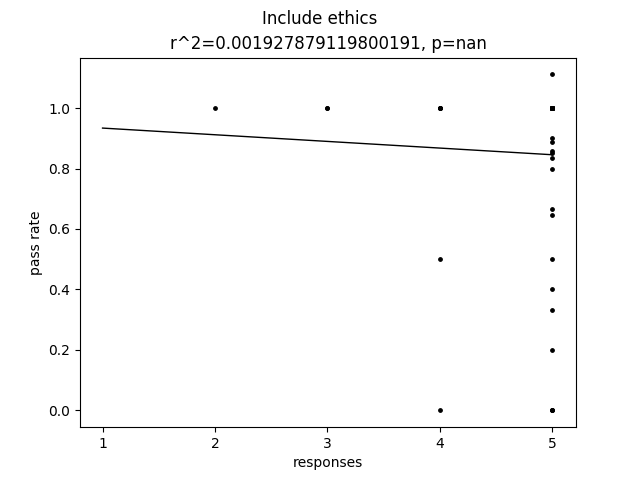 Include ethics
r^2=0.001927879119800191, p=nan
pass rate
1.0
0.8
0.6
0.4
0.2
0.0
1 2 3 4 5
responses